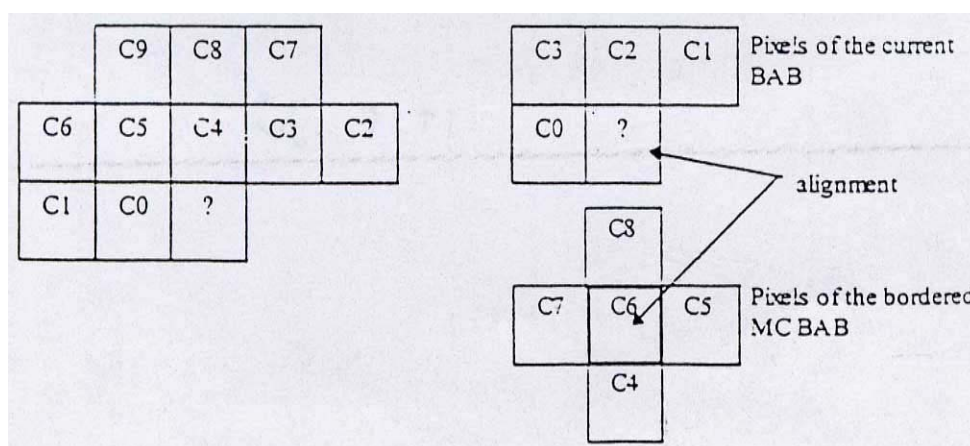 C9 C8 C7
C6 C5 C4 C3 C2
C1 C0 ?
C3 C2 C1
C0 ?
Pixels of the current
BAB
alignment
C8
C7 C6 C5
C4
Pixels of the bordered
MC BAB